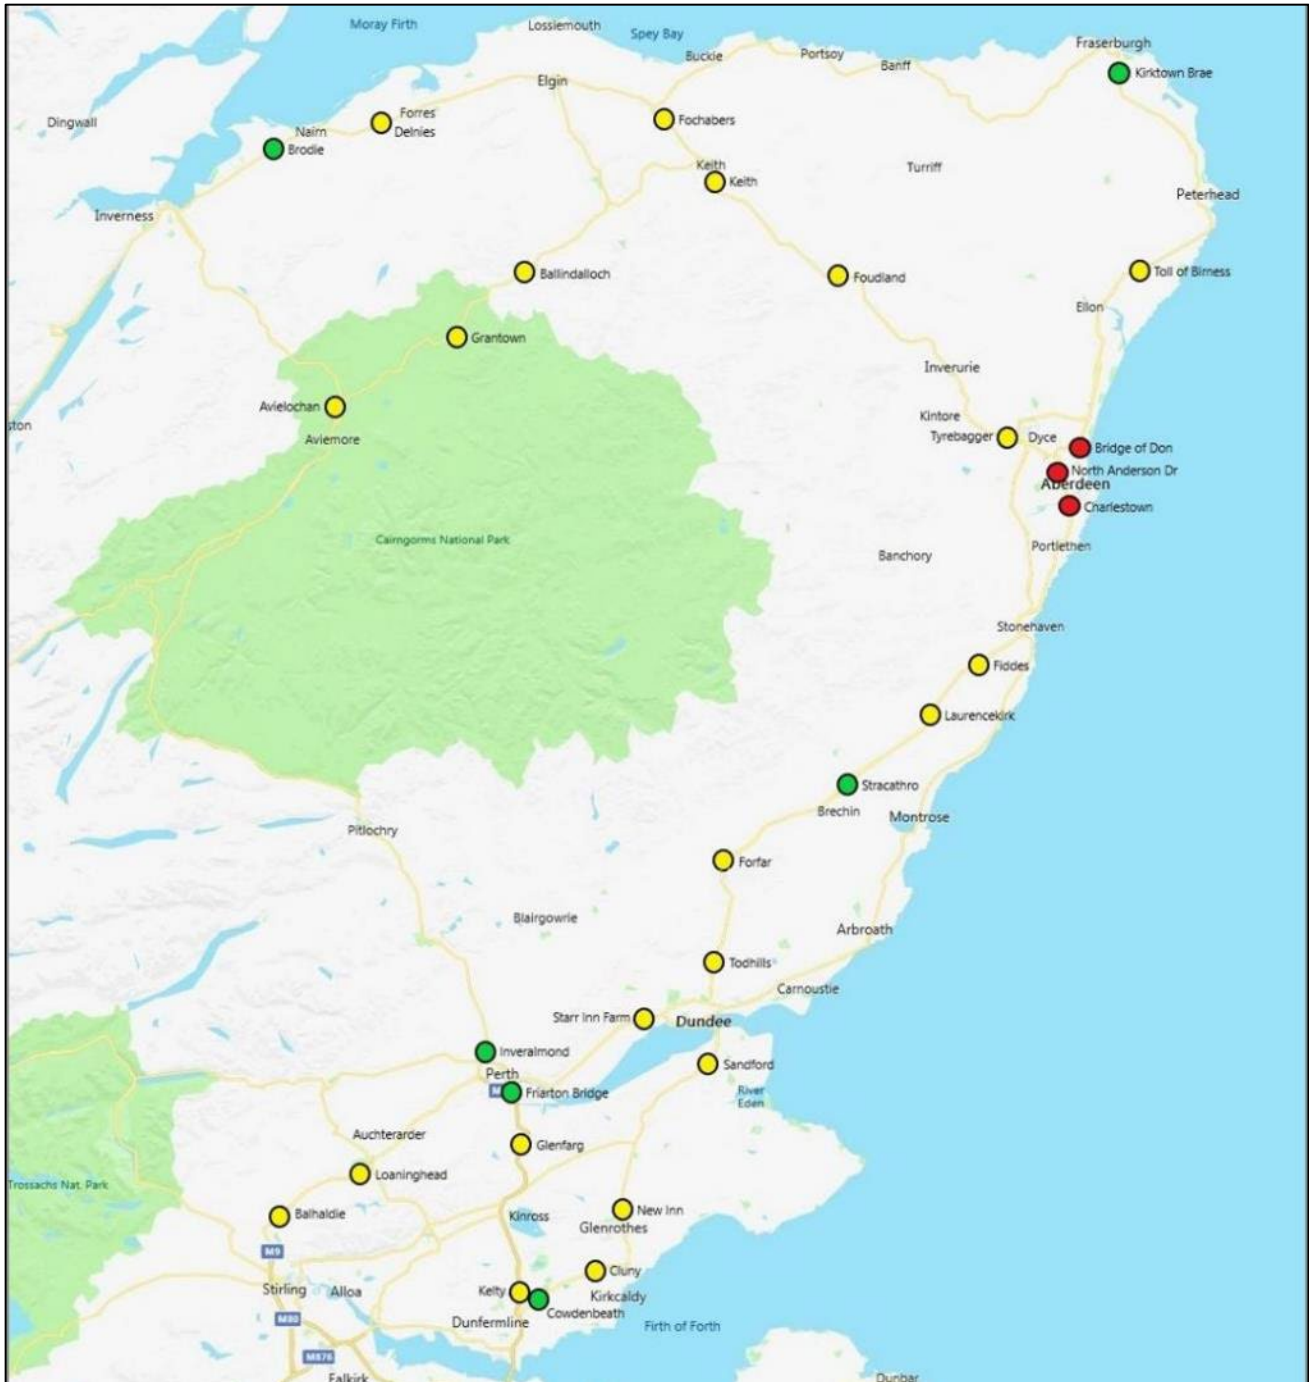 Moray Firth
Lossiemouth
Spey Bay
Buckie
Portsoy
Banff
Fraserburgh
Kirktown Brae
Dingwall
Nairn
Forres
Delnies
Brodie
Elgin
Fochabers
Keith
Keith
Turriff
Peterhead
Inverness
Ballindalloch
Foudland
Toll of Birness
Ellon
Grantown
Inverurie
Avielochan
Aviemore
ston
Kintore
Tyrebagger
Dyce
Bridge of Don
North Anderson Dr
Aberdeen
Charlestown
Cairngorms National Park
Banchory
Portlethen
Stonehaven
Fiddes
Laurencekirk
Stracathro
Brechin
Montrose
Pitlochry
Forfar
Blairgowrie
Arbroath
Todhills
Carnoustie
Starr Inn Farm
Dundee
Inveralmond
Perth
Sandford
M
Friarton Bridge
River
Eden
Auchterarder
Glenfarg
Loaninghead
Trossachs Nat. Park
Balhaldie
Kinross
New Inn
Glenrothes
M9
Stirling
Alloa
Cluny
Kelty
Kirkcaldy
Cowdenbeath
Dunfermline
M80
Firth of Forth
M876
Falkirk
Dunbar